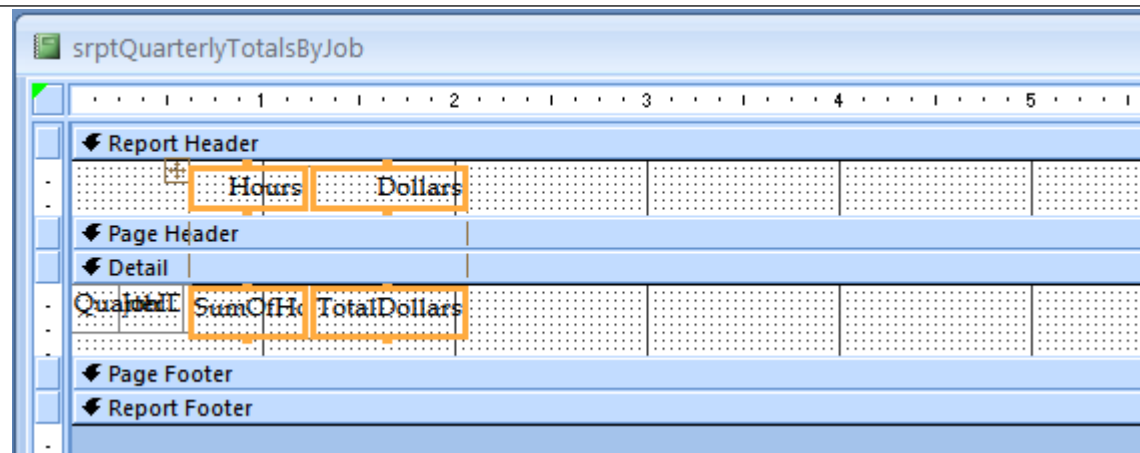 srptQuarterlyTotalsByJob
1 2 3 4 5
Report Header
Hours Dollars
Page Header
Detail
SumOfHo TotalDollars
Page Footer
Report Footer